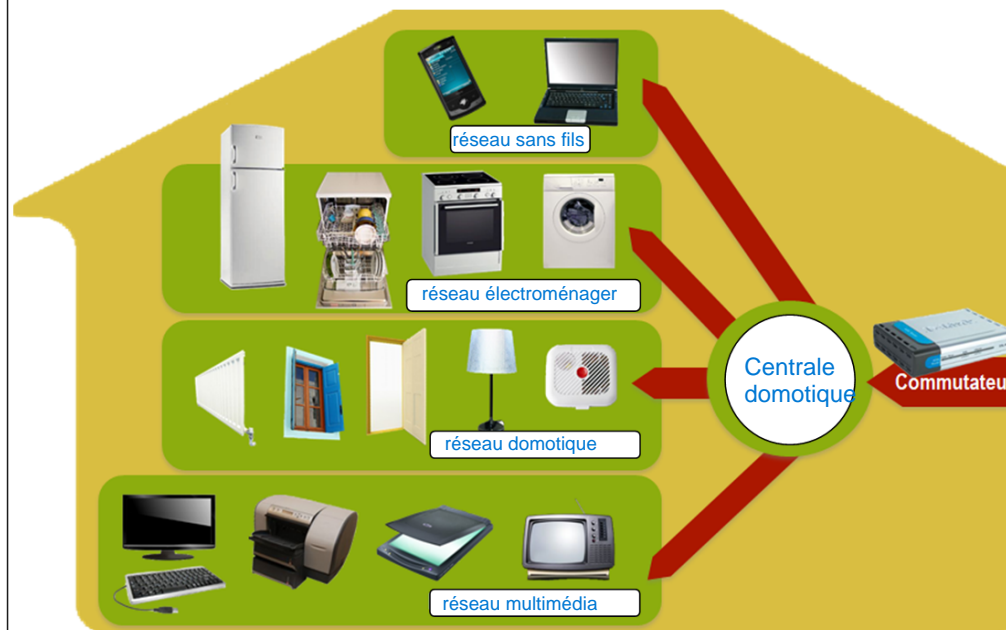 réseau sans fils
réseau électroménager
Centrale
domotique
Commutateu
réseau domotique
réseau multimédia